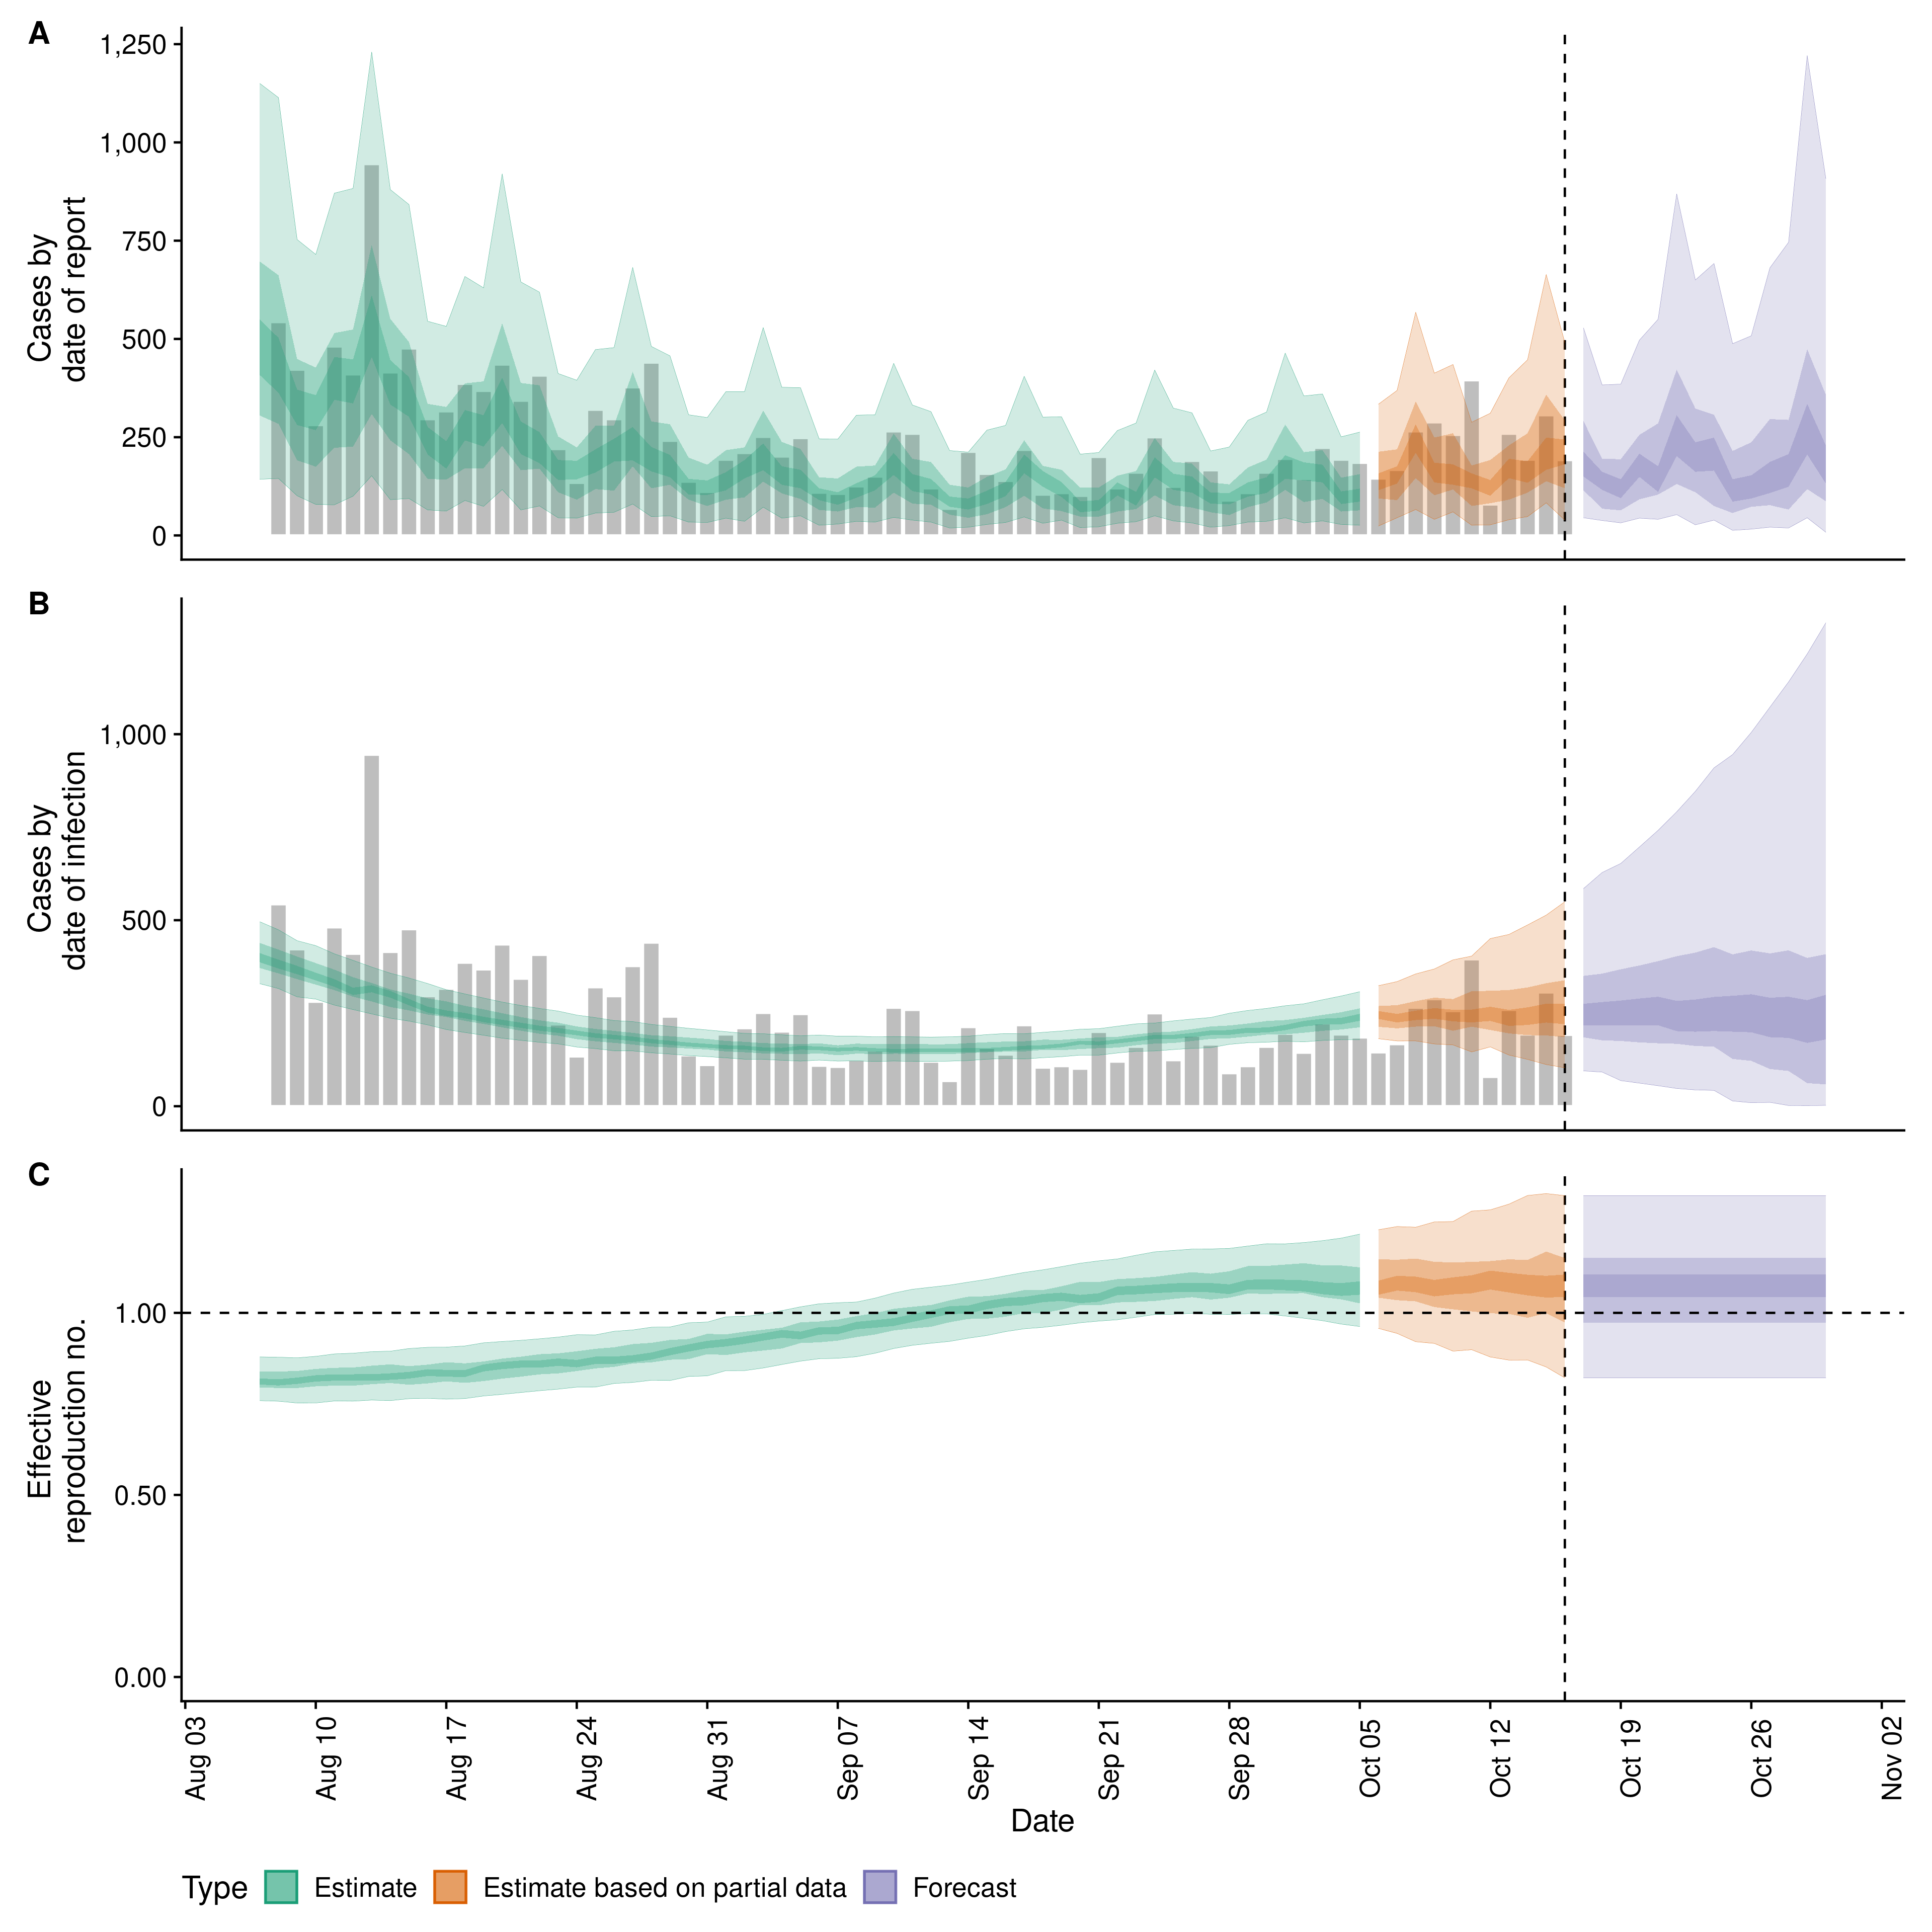 A
1,250
1,000
750
500
250
0
Cases by
date of report
B
1,000
500
0
Cases by
date of infection
C
1.00
0.50
0.00
Effective
reproduction no.
Aug 03
Aug 10
Aug 17
Aug 24
Aug 31
Sep 07
Sep 14
Sep 21
Sep 28
Oct 05
Oct 12
Oct 19
Oct 26
Nov 02
Date
Type Estimate Estimate based on partial data Forecast